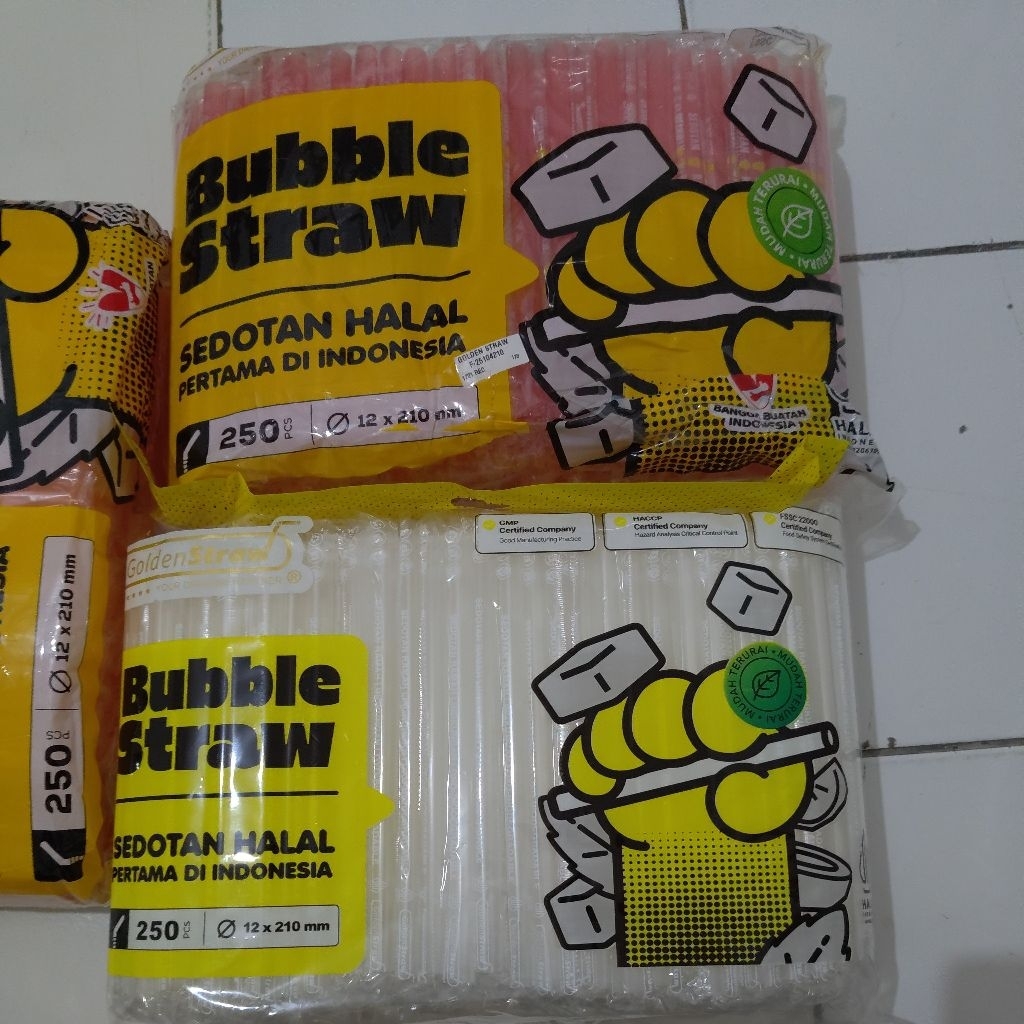 Bubble
Straw
SEDOTAN HALAL
PERTAMA DI INDONESIA
250 PCS
12 x 210 mm
GOLDEN STRAW
MUDAH TERURAI • MUDAH TERURAI •
BANGGA BUATAN
INDONESIA
HAL
GoldenStraw®
GMP
Certified Company
Good Manufacturing Practice
HACCP
Certified Company
Hazard Analysis Critical Control Point
FSSC 22000
Certified Company
Bubble
Straw
SEDOTAN HALAL
PERTAMA DI INDONESIA
250 PCS
12 x 210 mm
MUDAH TERURAI • MUDAH TERURAI •
250 PCS
12 x 210 mm